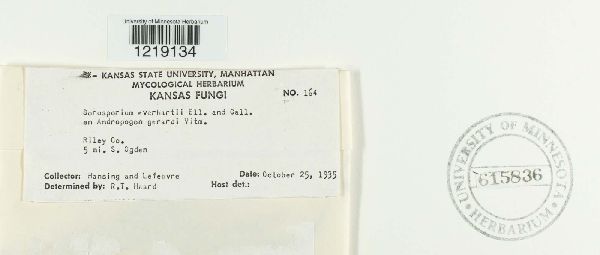 University of Minnesota Herbarium
1219134
KANSAS STATE UNIVERSITY, MANHATTAN
MYCOLOGICAL HERBARIUM
KANSAS FUNGI
NO. 164
Sorosporium everhartii Ell. and Gall.
on Andropogon gerardi Vitm.
Riley Co.
5 mi. S. Ogden
Collector: Hansing and Lefebvre
Date: October 25, 1935
Determined by: R.T.
Host det.:
UNIVERSITY OF MINNESOTA
615836
HERBARIUM